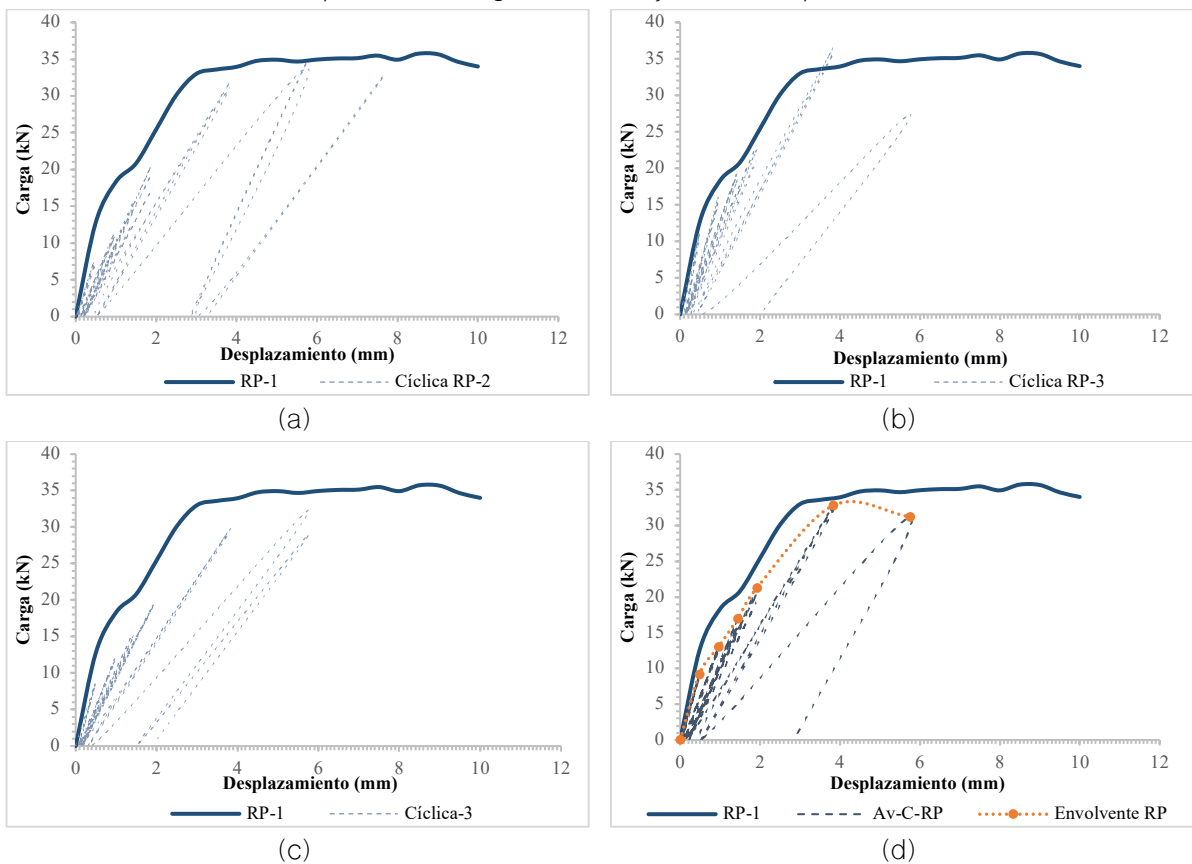 Carga (kN)
40
35
30
25
20
15
10
5
0
0 2 4 6 8 10 12
Desplazamiento (mm)
RP-1 Cíclica RP-2
(a)
Carga (kN)
40
35
30
25
20
15
10
5
0
0 2 4 6 8 10 12
Desplazamiento (mm)
RP-1 Cíclica RP-3
(b)
Carga (kN)
40
35
30
25
20
15
10
5
0
0 2 4 6 8 10 12
Desplazamiento (mm)
RP-1 Cíclica-3
(c)
Carga (kN)
40
35
30
25
20
15
10
5
0
0 2 4 6 8 10 12
Desplazamiento (mm)
RP-1 Av-C-RP Envolvente RP
(d)